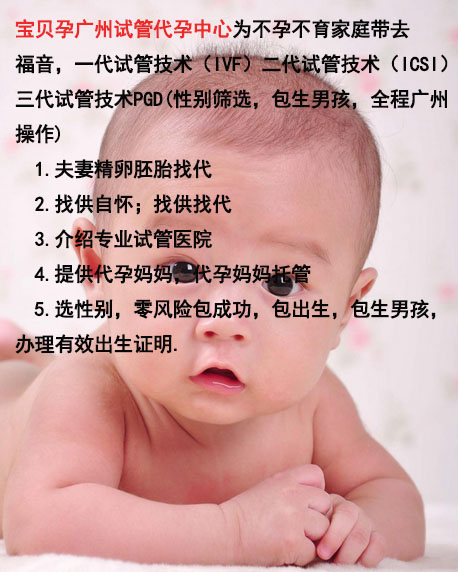 宝贝孕广州试管代孕中心为不孕不育家庭带去
福音，一代试管技术（IVF）二代试管技术（ICSI）
三代试管技术PGD(性别筛选，包生男孩，全程广州
操作)
1.夫妻精卵胚胎找代
2.找供自怀；找供找代
3.介绍专业试管医院
4.提供代孕妈妈，代孕妈妈托管
5.选性别，零风险包成功，包出生，包生男孩，
办理有效出生证明.